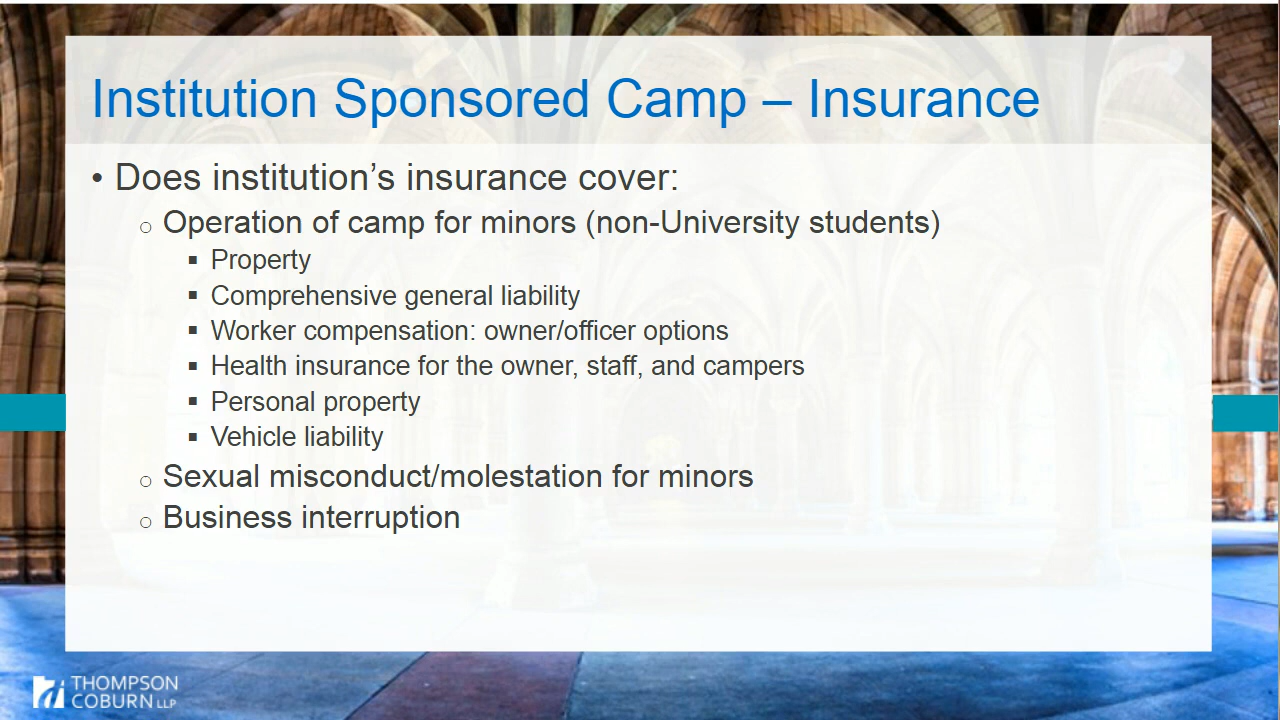 Institution Sponsored Camp – Insurance
• Does institution’s insurance cover:
o Operation of camp for minors (non-University students)
▪ Property
▪ Comprehensive general liability
▪ Worker compensation: owner/officer options
▪ Health insurance for the owner, staff, and campers
▪ Personal property
▪ Vehicle liability
o Sexual misconduct/molestation for minors
o Business interruption
THOMPSON
COBURN LLP